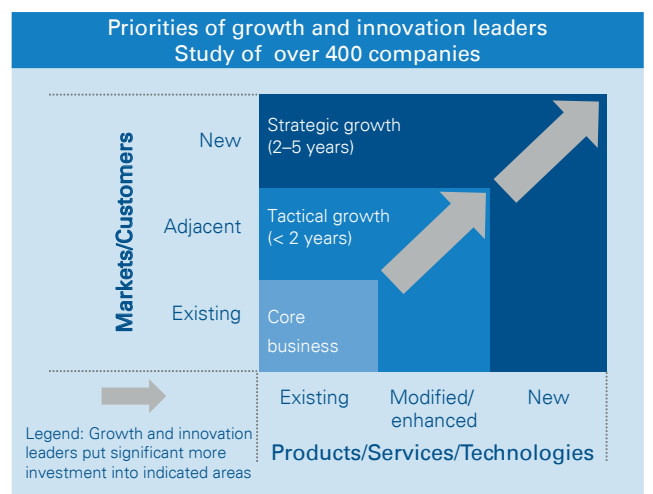 Priorities of growth and innovation leaders
Study of over 400 companies
Markets/Customers
New
Adjacent
Existing
Strategic growth
(2–5 years)
Tactical growth
(< 2 years)
Core
business
Existing
Modified/
enhanced
New
Products/Services/Technologies
Legend: Growth and innovation
leaders put significant more
investment into indicated areas